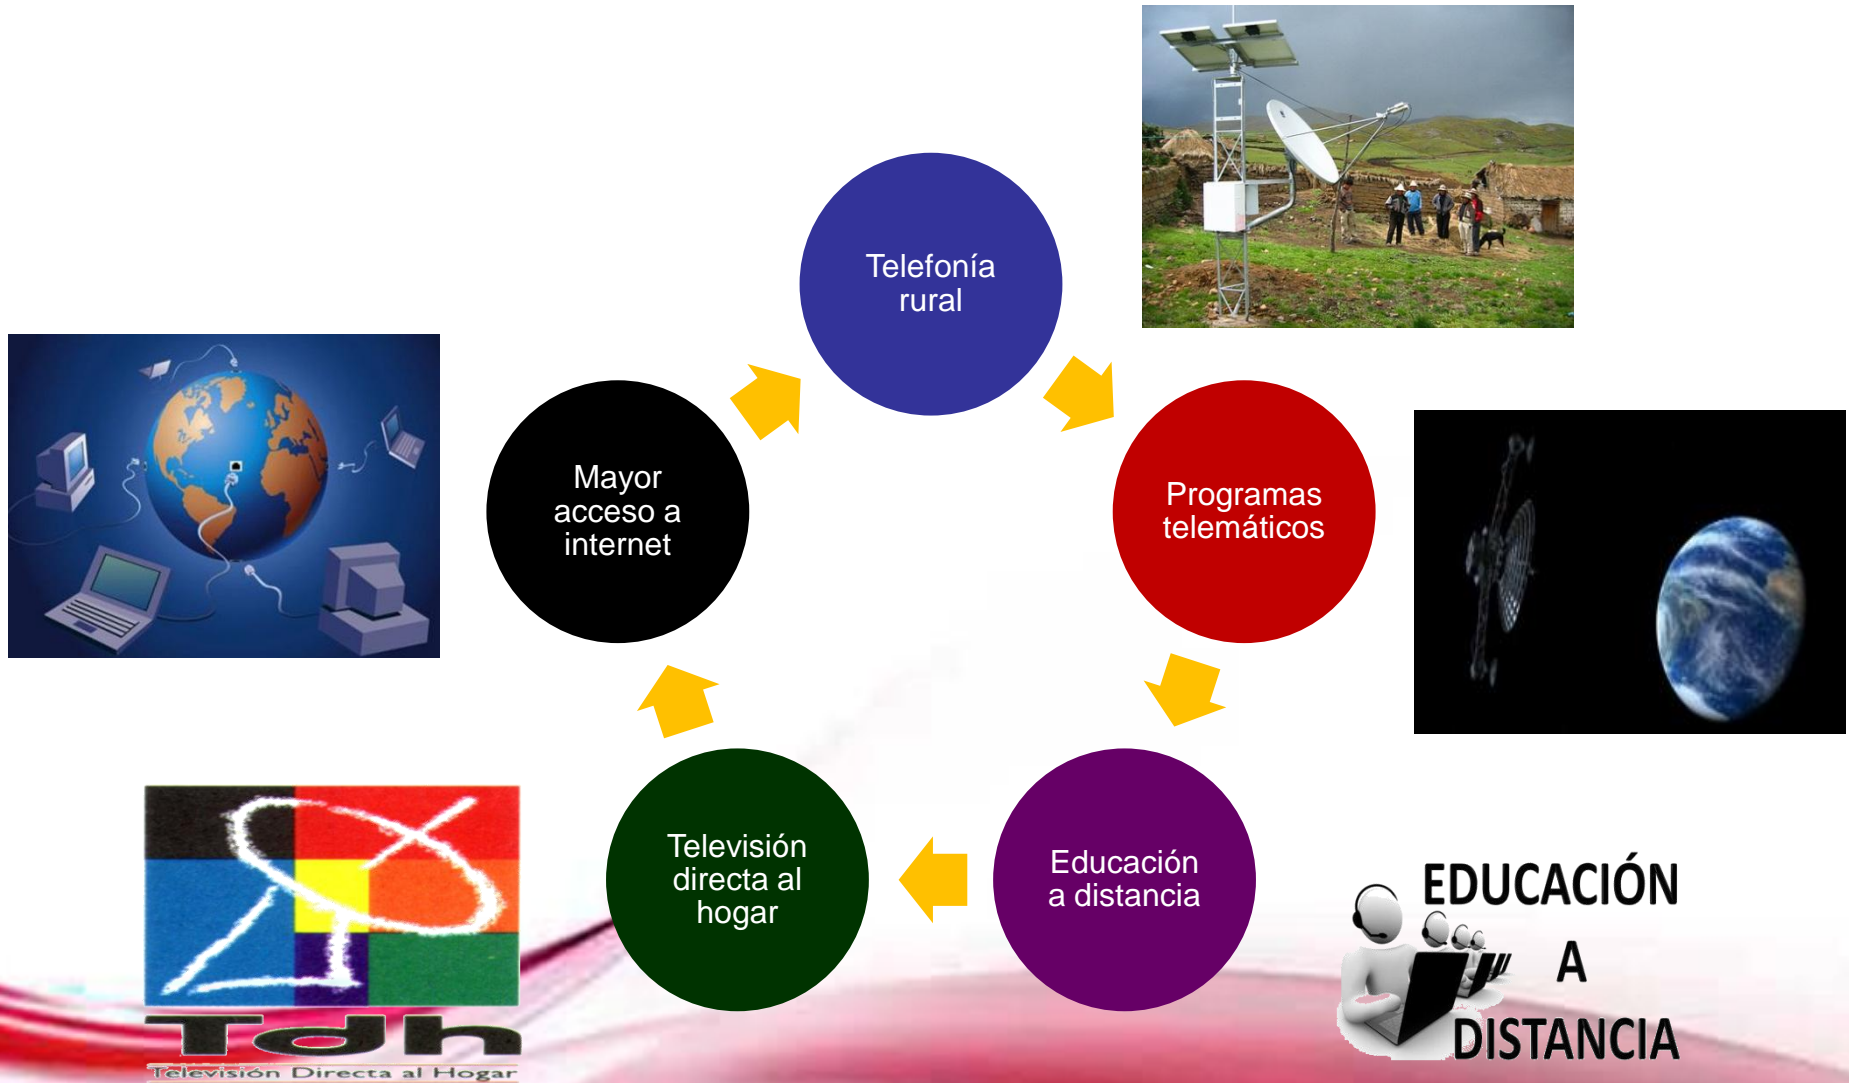 Telefonía
rural
Programas
telemáticos
Educación
a distancia
Televisión
directa al
hogar
Mayor
acceso a
internet
Tdh
Televisión Directa al Hogar
EDUCACIÓN
A
DISTANCIA